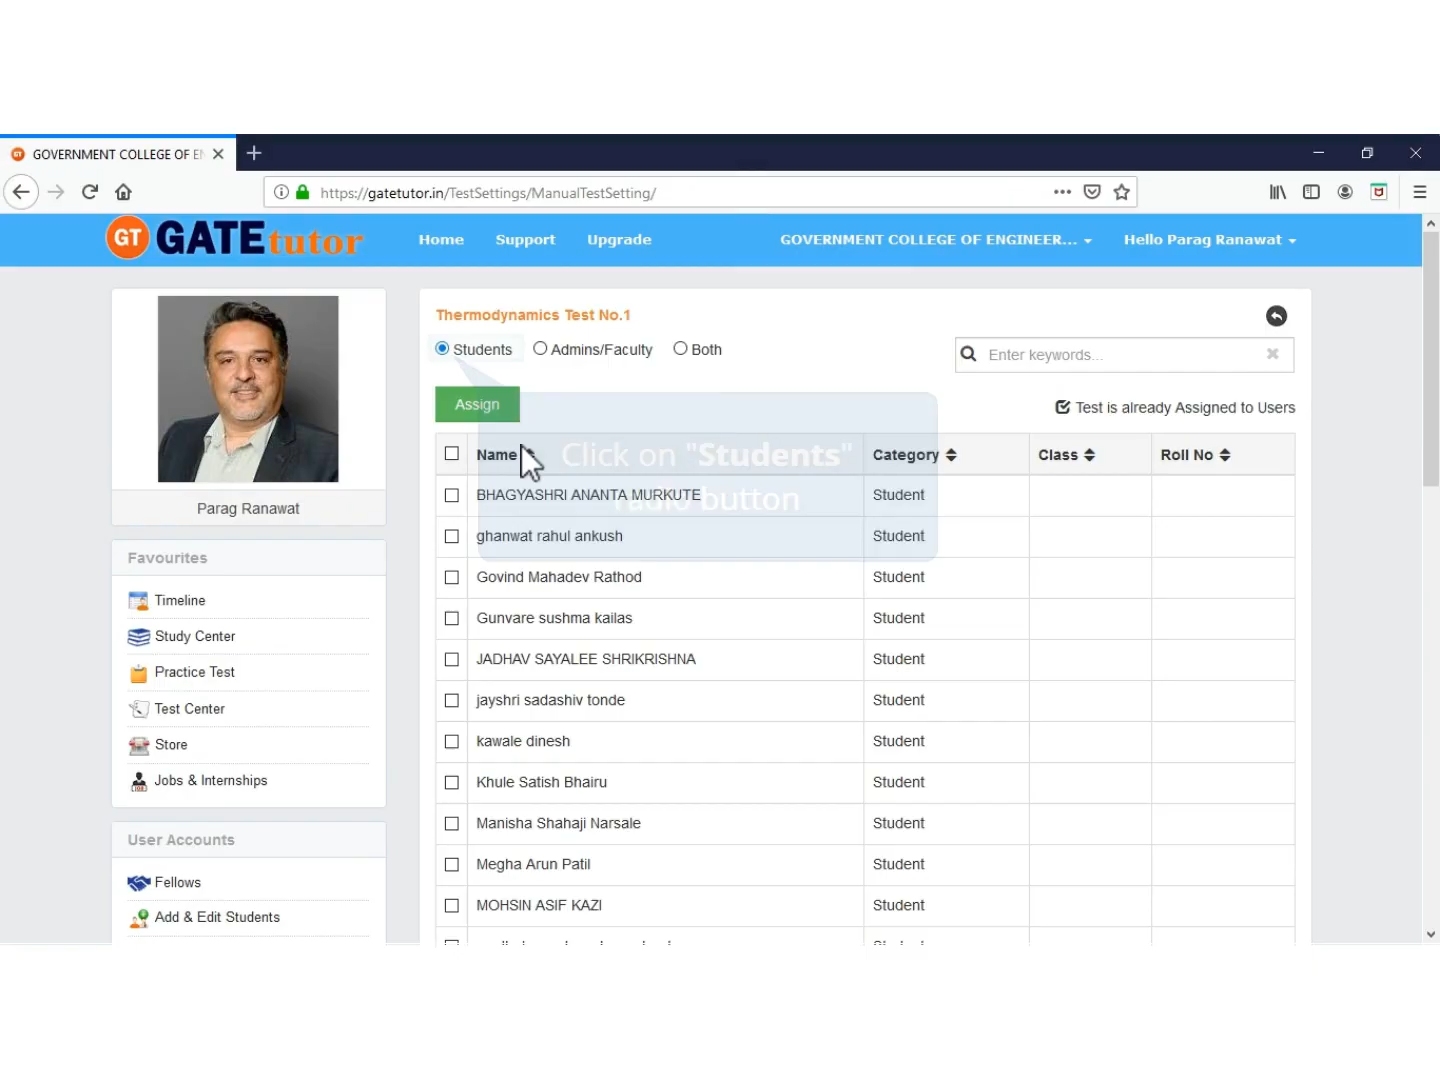 GOVERNMENT COLLEGE OF EN
https://gatetutor.in/TestSettings/ManualTestSetting/
GT GATEtutor
Home Support Upgrade GOVERNMENT COLLEGE OF ENGINEER... Hello Parag Ranawat
Parag Ranawat
Favourites
Timeline
Study Center
Practice Test
Test Center
Store
Jobs & Internships
User Accounts
Fellows
Add & Edit Students
Thermodynamics Test No.1
Students Admins/Faculty Both
Enter keywords...
Assign
Test is already Assigned to Users
Click on "Students"
radio button
Name Category Class Roll No
BHAGYASHRI ANANTA MURKUTE Student
ghanwat rahul ankush Student
Govind Mahadev Rathod Student
Gunvare sushma kailas Student
JADHAV SAYALEE SHRIKRISHNA Student
jayshri sadashiv tonde Student
kawale dinesh Student
Khule Satish Bhairu Student
Manisha Shahaji Narsale Student
Megha Arun Patil Student
MOHSIN ASIF KAZI Student